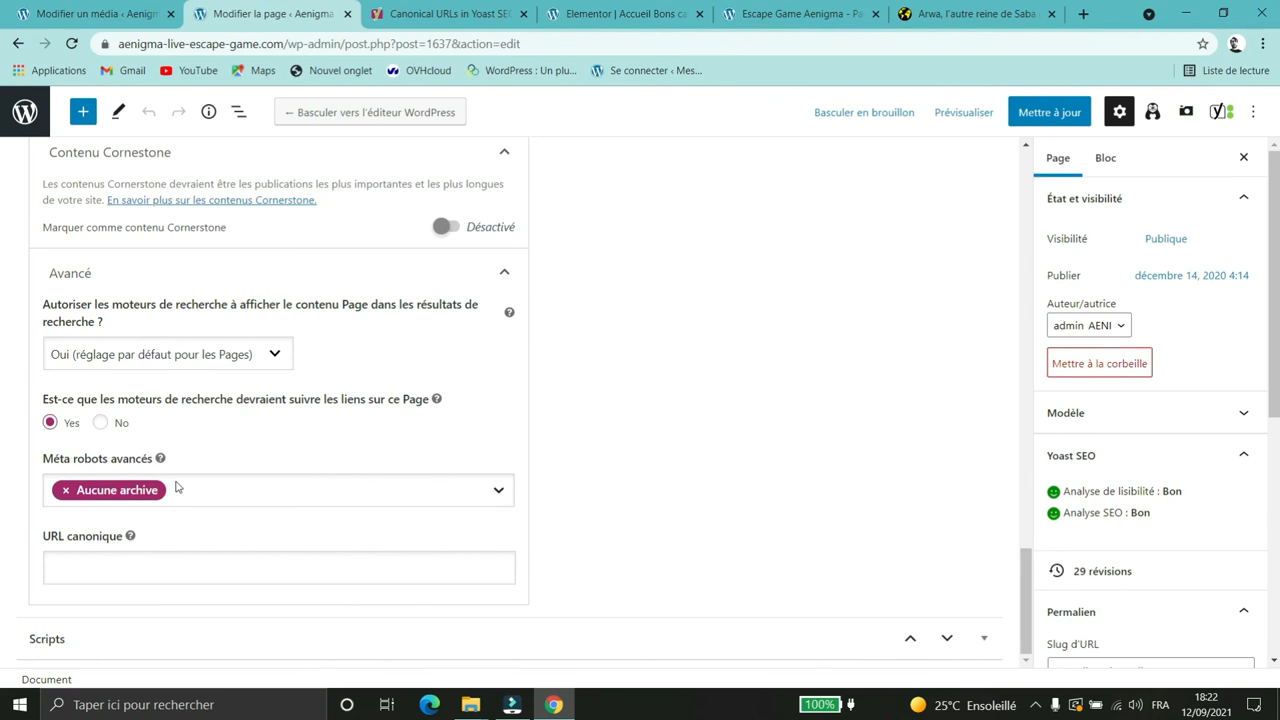 Modifier un média ‹ Aenigm
Modifier la page ‹ Aenigma
Canonical URLs in Yoast SEO
Elementor | Accueil Bons ca
Escape Game Aenigma - Pa
Arwa, l'autre reine de Saba
aenigma-live-escape-game.com/wp-admin/post.php?post=1637&action=edit
Applications
Gmail
YouTube
Maps
Nouvel onglet
OVHcloud
WordPress : Un plu...
Se connecter ‹ Mes...
Liste de lecture
← Basculer vers l'éditeur WordPress
Basculer en brouillon
Prévisualiser
Mettre à jour
Contenu Cornestone
Les contenus Cornerstone devraient être les publications les plus importantes et les plus longues
de votre site. En savoir plus sur les contenus Cornerstone.
Marquer comme contenu Cornerstone
Désactivé
Avancé
Autoriser les moteurs de recherche à afficher le contenu Page dans les résultats de
recherche ?
Oui (réglage par défaut pour les Pages)
Est-ce que les moteurs de recherche devraient suivre les liens sur ce Page
Yes
No
Méta robots avancés
× Aucune archive
URL canonique
Scripts
Document
Page
Bloc
État et visibilité
Visibilité
Publique
Publier
décembre 14, 2020 4:14
Auteur/autrice
admin AENI
Mettre à la corbeille
Modèle
Yoast SEO
Analyse de lisibilité : Bon
Analyse SEO : Bon
29 révisions
Permalien
Slug d'URL
Taper ici pour rechercher
100%
25°C Ensoleillé
FRA
18:22
12/09/2021